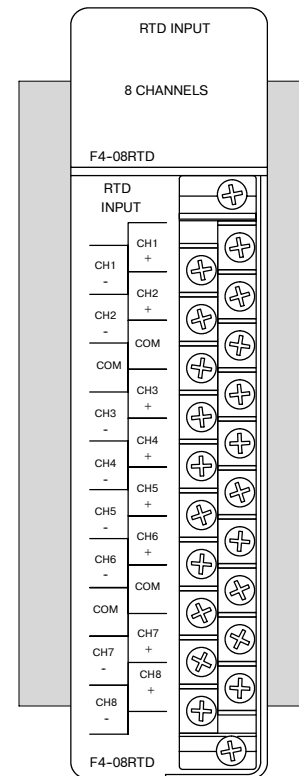 RTD INPUT
8 CHANNELS
F4-08RTD
RTD
INPUT
CH1
+
CH1
-
CH2
+
CH2
-
COM
COM
CH3
+
CH3
-
CH4
+
CH4
-
CH5
+
CH5
-
CH6
+
CH6
-
COM
COM
CH7
+
CH7
-
CH8
+
CH8
-
F4-08RTD